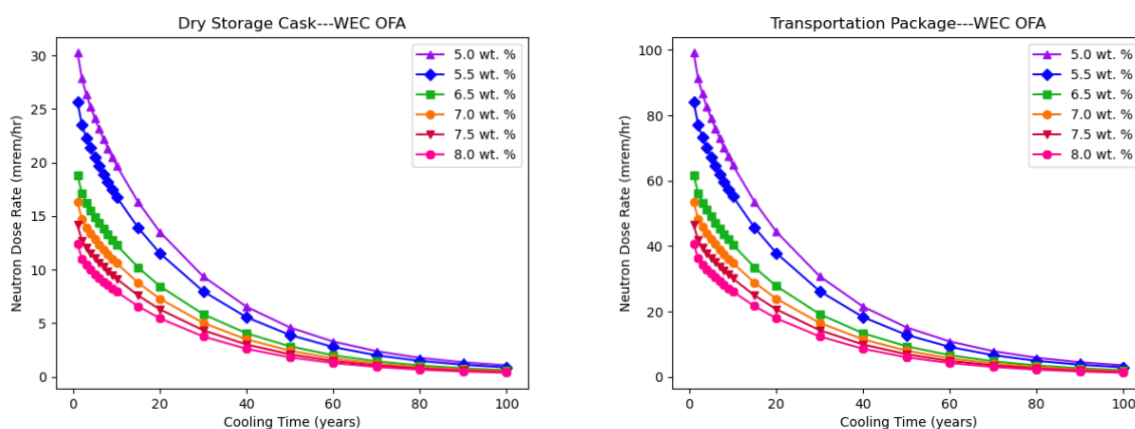 Dry Storage Cask---WEC OFA
30
25
20
15
10
5
0
Neutron Dose Rate (mrem/hr)
5.0 wt. %
5.5 wt. %
6.5 wt. %
7.0 wt. %
7.5 wt. %
8.0 wt. %
0 20 40 60 80 100
Cooling Time (years)
Transportation Package---WEC OFA
100
80
60
40
20
0
Neutron Dose Rate (mrem/hr)
5.0 wt. %
5.5 wt. %
6.5 wt. %
7.0 wt. %
7.5 wt. %
8.0 wt. %
0 20 40 60 80 100
Cooling Time (years)